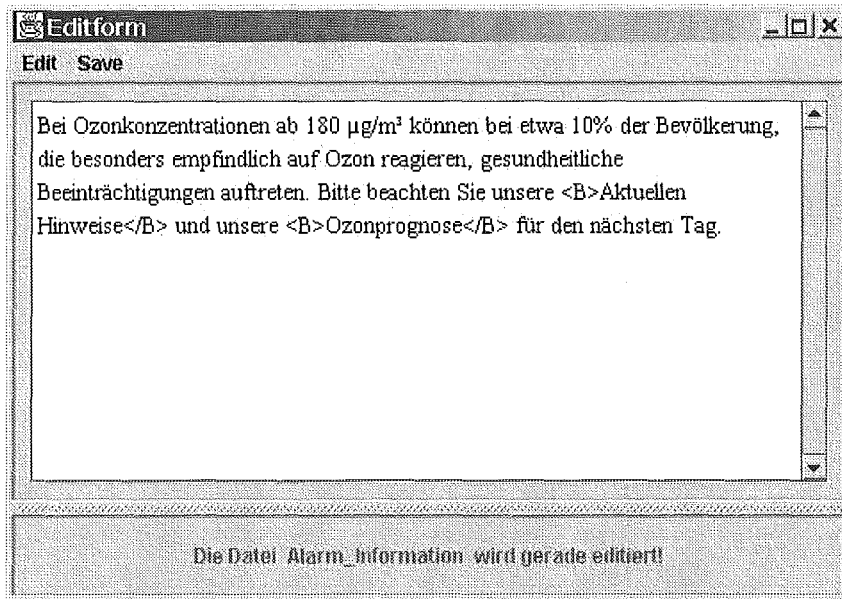 Editform
Edit Save
Bei Ozonkonzentrationen ab 180 µg/m³ können bei etwa 10% der Bevölkerung,
die besonders empfindlich auf Ozon reagieren, gesundheitliche
Beeinträchtigungen auftreten. Bitte beachten Sie unsere <B>Aktuellen
Hinweise</B> und unsere <B>Ozonprognose</B> für den nächsten Tag.
Die Datei Alarm_Information wird gerade editiert!